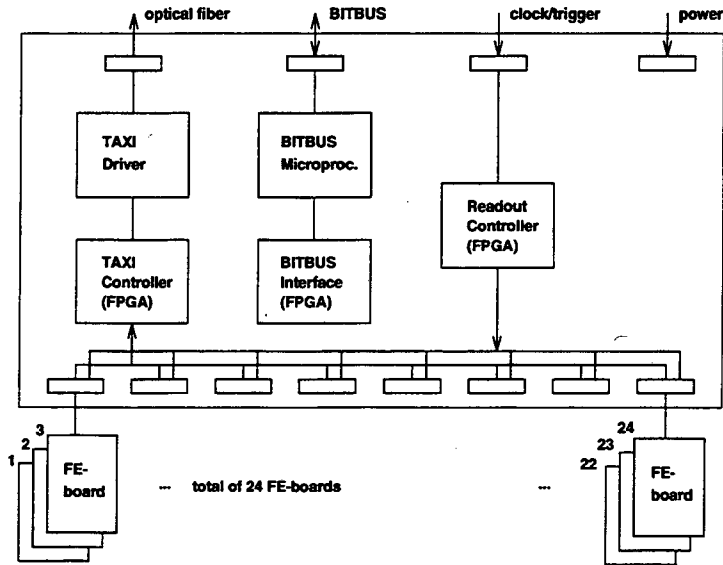 optical fiber
BITBUS
clock/trigger
power
TAXI
Driver
BITBUS
Microproc.
Readout
Controller
(FPGA)
TAXI
Controller
(FPGA)
BITBUS
Interface
(FPGA)
1
2
3
FE-
board
... total of 24 FE-boards ...
22
23
24
FE-
board